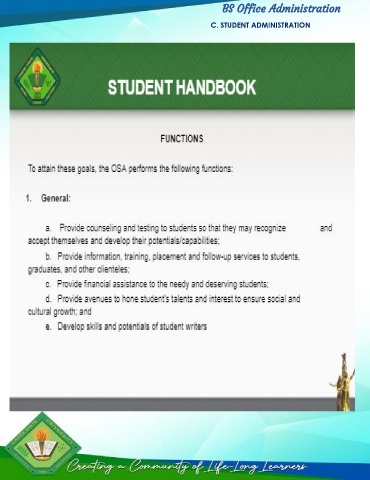 BS Office Administration
C. STUDENT ADMINISTRATION
STUDENT HANDBOOK
FUNCTIONS
To attain these goals, the OSA performs the following functions:
1. General:
a. Provide counseling and testing to students so that they may recognize and
accept themselves and develop their potentials/capabilities;
b. Provide information, training, placement and follow-up services to students,
graduates, and other clienteles;
c. Provide financial assistance to the needy and deserving students;
d. Provide avenues to hone student's talents and interest to ensure social and
cultural growth; and
e. Develop skills and potentials of student writers
Creating a Community of Life-Long Learners